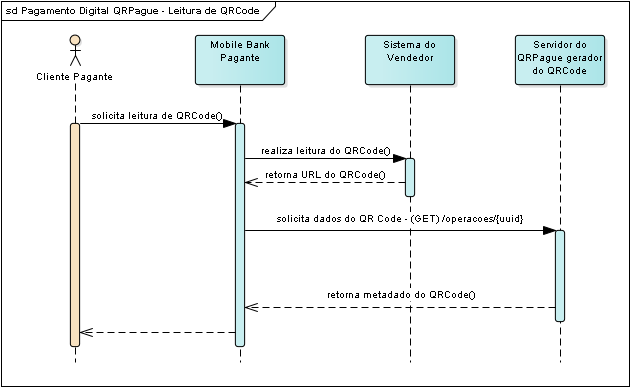 sd Pagamento Digital QRPague - Leitura de QRCode
Cliente Pagante
Mobile Bank
Pagante
Sistema do
Vendedor
Servidor do
QRPague gerador
do QRCode
solicita leitura de QRCode()
realiza leitura do QRCode()
retorna URL do QRCode()
solicita dados do QR Code - (GET) /operacoes/{uuid}
retorna metadado do QRCode()